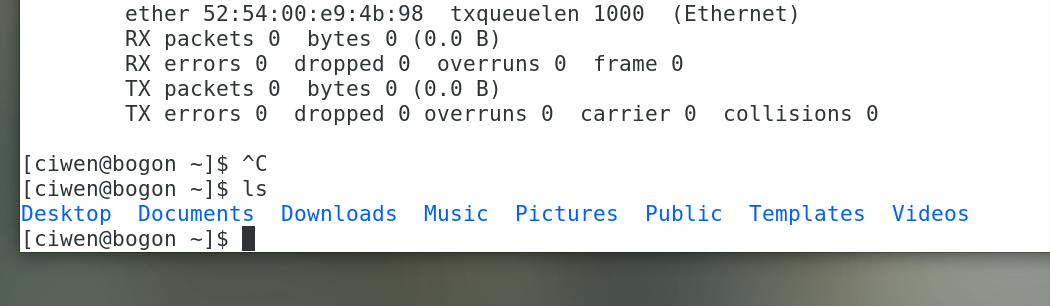 ether 52:54:00:e9:4b:98  txqueuelen 1000  (Ethernet)
RX packets 0  bytes 0 (0.0 B)
RX errors 0  dropped 0  overruns 0  frame 0
TX packets 0  bytes 0 (0.0 B)
TX errors 0  dropped 0 overruns 0  carrier 0  collisions 0
[ciwen@bogon ~]$ ^C
[ciwen@bogon ~]$ ls
Desktop  Documents  Downloads  Music  Pictures  Public  Templates  Videos
[ciwen@bogon ~]$